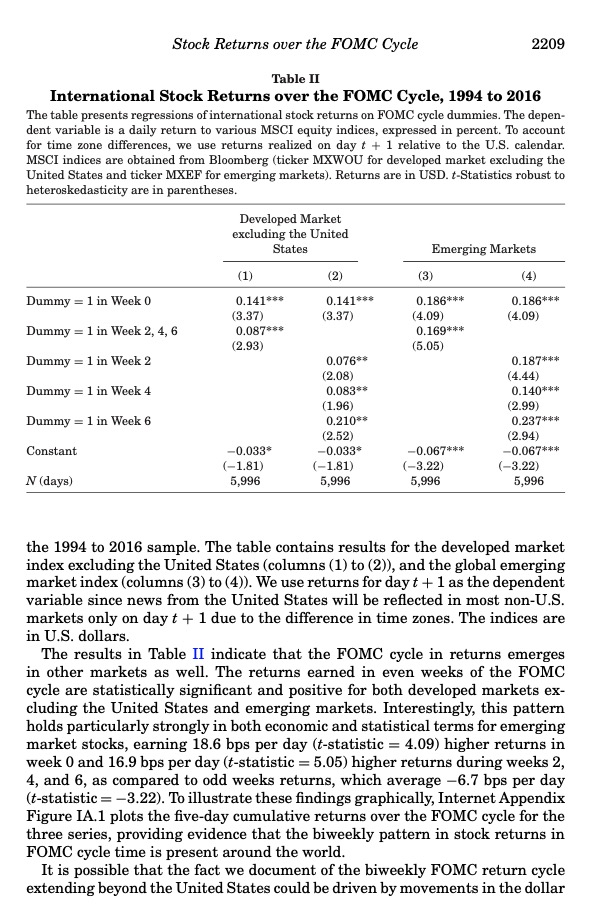 Stock Returns over the FOMC Cycle 2209
Table II
International Stock Returns over the FOMC Cycle, 1994 to 2016
The table presents regressions of international stock returns on FOMC cycle dummies. The depen-
dent variable is a daily return to various MSCI equity indices, expressed in percent. To account
for time zone differences, we use returns realized on day t + 1 relative to the U.S. calendar.
MSCI indices are obtained from Bloomberg (ticker MXWOU for developed market excluding the
United States and ticker MXEF for emerging markets). Returns are in USD. t-Statistics robust to
heteroskedasticity are in parentheses.
Developed Market
excluding the United
States Emerging Markets
(1) (2) (3) (4)
Dummy = 1 in Week 0 0.141*** 0.141*** 0.186*** 0.186***
(3.37) (3.37) (4.09) (4.09)
Dummy = 1 in Week 2, 4, 6 0.087*** 0.169***
(2.93) (5.05)
Dummy = 1 in Week 2 0.076** 0.187***
(2.08) (4.44)
Dummy = 1 in Week 4 0.083** 0.140***
(1.96) (2.99)
Dummy = 1 in Week 6 0.210** 0.237***
(2.52) (2.94)
Constant −0.033* −0.033* −0.067*** −0.067***
(−1.81) (−1.81) (−3.22) (−3.22)
N (days) 5,996 5,996 5,996 5,996
the 1994 to 2016 sample. The table contains results for the developed market
index excluding the United States (columns (1) to (2)), and the global emerging
market index (columns (3) to (4)). We use returns for day t + 1 as the dependent
variable since news from the United States will be reflected in most non-U.S.
markets only on day t + 1 due to the difference in time zones. The indices are
in U.S. dollars.
The results in Table II indicate that the FOMC cycle in returns emerges
in other markets as well. The returns earned in even weeks of the FOMC
cycle are statistically significant and positive for both developed markets ex-
cluding the United States and emerging markets. Interestingly, this pattern
holds particularly strongly in both economic and statistical terms for emerging
market stocks, earning 18.6 bps per day (t-statistic = 4.09) higher returns in
week 0 and 16.9 bps per day (t-statistic = 5.05) higher returns during weeks 2,
4, and 6, as compared to odd weeks returns, which average −6.7 bps per day
(t-statistic = −3.22). To illustrate these findings graphically, Internet Appendix
Figure IA.1 plots the five-day cumulative returns over the FOMC cycle for the
three series, providing evidence that the biweekly pattern in stock returns in
FOMC cycle time is present around the world.
It is possible that the fact we document of the biweekly FOMC return cycle
extending beyond the United States could be driven by movements in the dollar